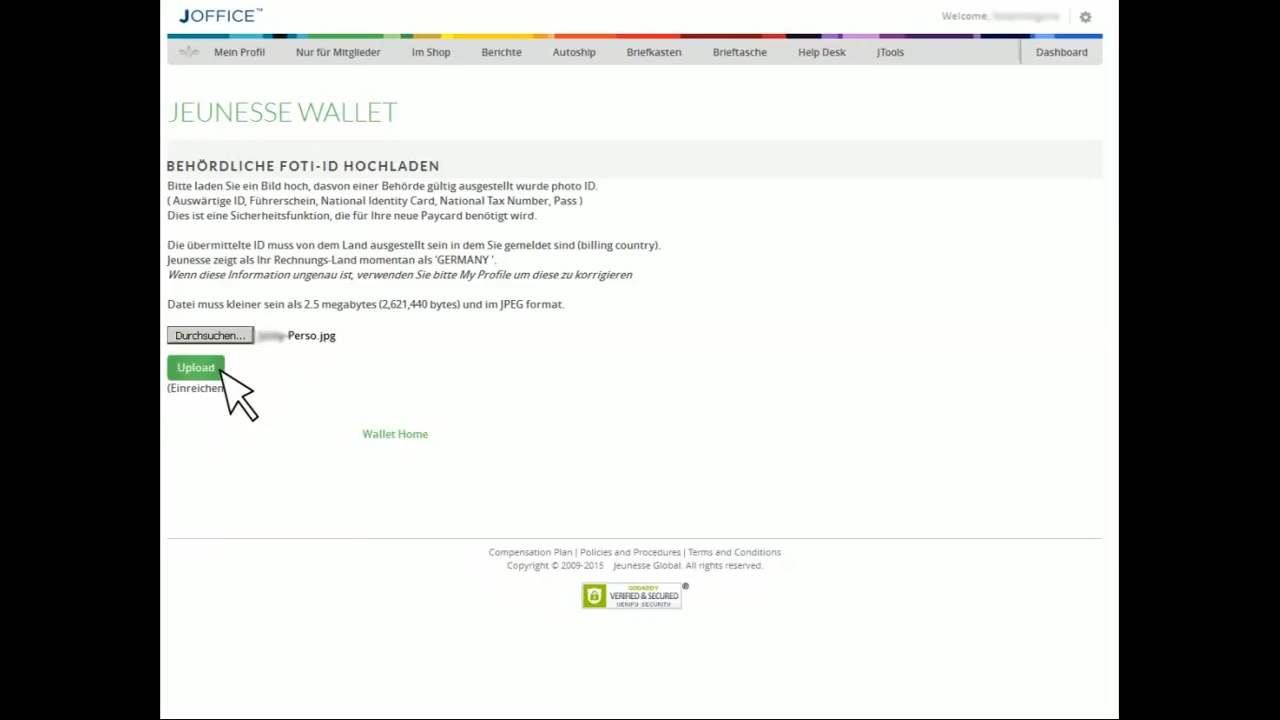 JOFFICE™
Welcome,
Mein Profil Nur für Mitglieder Im Shop Berichte Autoship Briefkasten Brieftasche Help Desk JTools Dashboard
JEUNESSE WALLET
BEHÖRDLICHE FOTI-ID HOCHLADEN
Bitte laden Sie ein Bild hoch, dasvon einer Behörde gültig ausgestellt wurde photo ID.
( Auswärtige ID, Führerschein, National Identity Card, National Tax Number, Pass )
Dies ist eine Sicherheitsfunktion, die für Ihre neue Paycard benötigt wird.
Die übermittelte ID muss von dem Land ausgestellt sein in dem Sie gemeldet sind (billing country).
Jeunesse zeigt als Ihr Rechnungs-Land momentan als 'GERMANY '.
Wenn diese Information ungenau ist, verwenden Sie bitte My Profile um diese zu korrigieren
Datei muss kleiner sein als 2.5 megabytes (2,621,440 bytes) und im JPEG format.
Durchsuchen... Perso.jpg
Upload
(Einreichen
Wallet Home
Compensation Plan | Policies and Procedures | Terms and Conditions
Copyright © 2009-2015 Jeunesse Global. All rights reserved.
GODADDY
VERIFIED & SECURED
VERIFY SECURITY
®